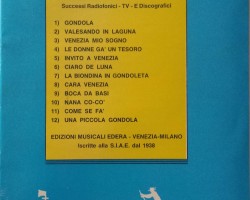 Successi Radiofonici - TV - E Discografici
1) GONDOLA
2) VALESANDO IN LAGUNA
3) VENEZIA MIO SOGNO
4) LE DONNE GA' UN TESORO
5) INVITO A VENEZIA
6) CIARO DE LUNA
7) LA BIONDINA IN GONDOLETA
8) CARA VENEZIA
9) BOCA DA BASI
10) NANA CO-CO'
11) COME SE FA'
12) UNA PICCOLA GONDOLA
EDIZIONI MUSICALI EDERA - VENEZIA-MILANO
Iscritte alla S.I.A.E. dal 1938